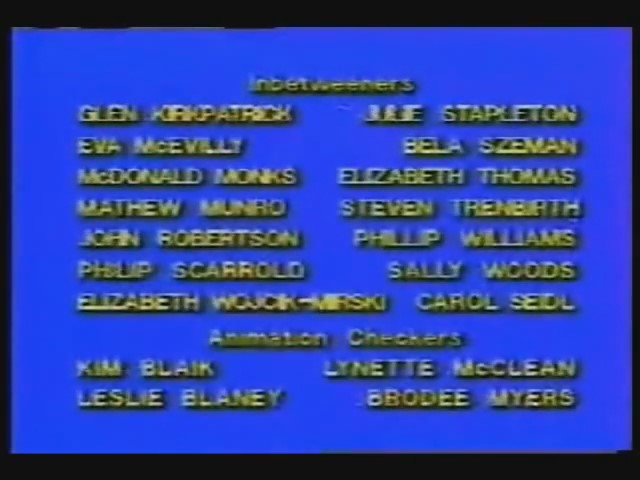 Inbetweeners
GLEN KIRKPATRICK JULIE STAPLETON
EVA McEVILLY BELA SZEMAN
McDONALD MONKS ELIZABETH THOMAS
MATHEW MUNRO STEVEN TRENBIRTH
JOHN ROBERTSON PHILLIP WILLIAMS
PHILIP SCARROLD SALLY WOODS
ELIZABETH WOJCIK-MIRSKI CAROL SEIDL
Animation Checkers
KIM BLAIK LYNETTE McCLEAN
LESLIE BLANEY BRODEE MYERS